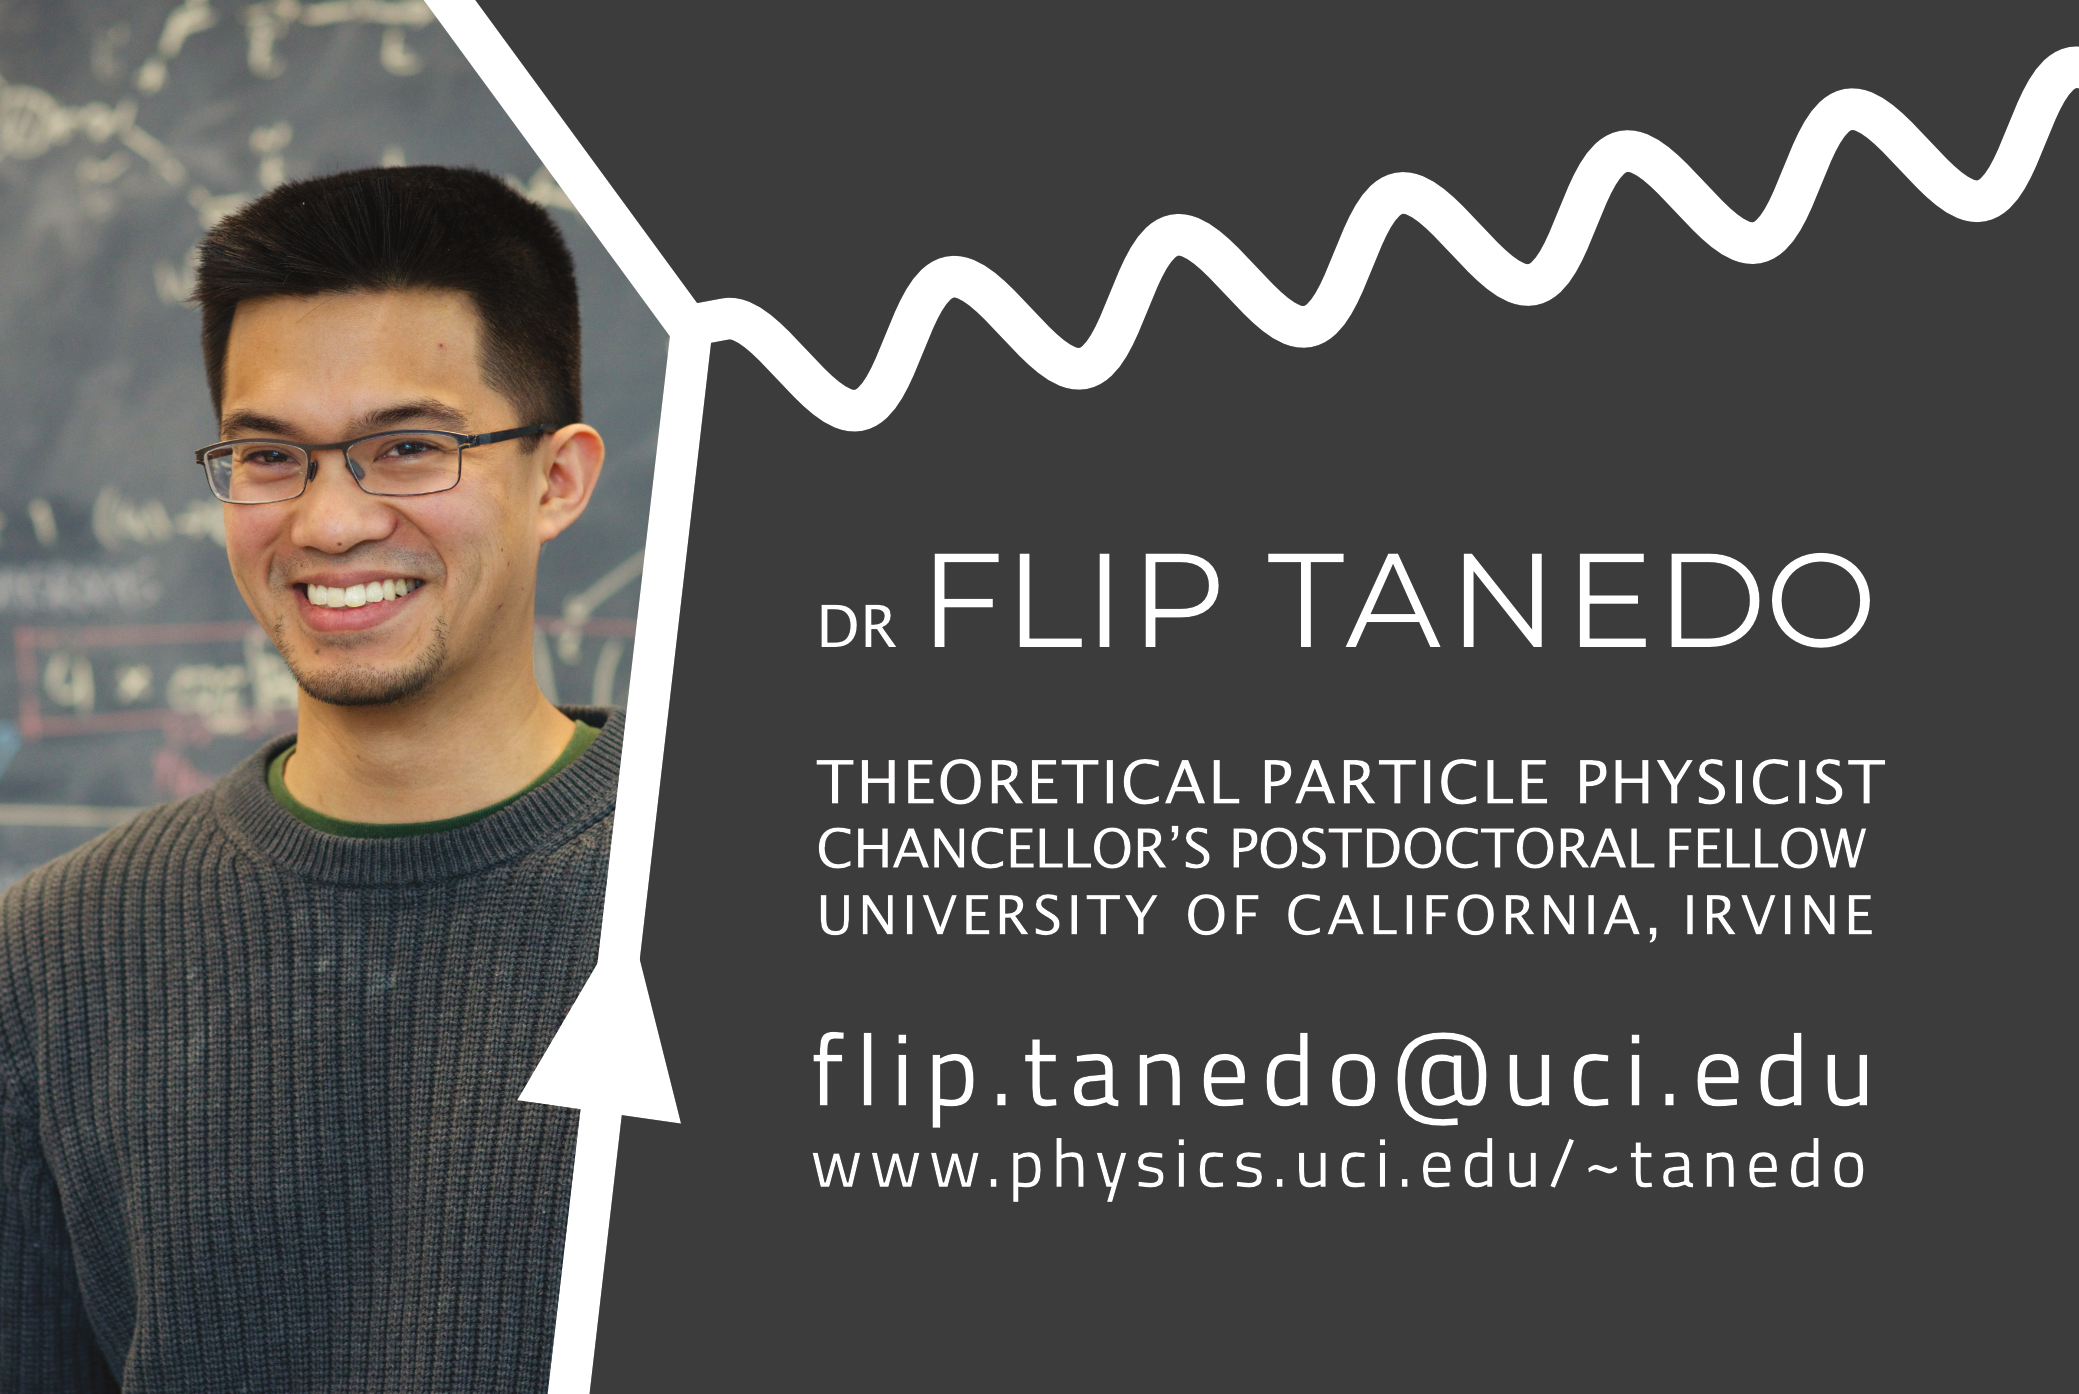 DR FLIP TANEDO
THEORETICAL PARTICLE PHYSICIST
CHANCELLOR'S POSTDOCTORAL FELLOW
UNIVERSITY OF CALIFORNIA, IRVINE
flip.tanedo@uci.edu
www.physics.uci.edu/~tanedo